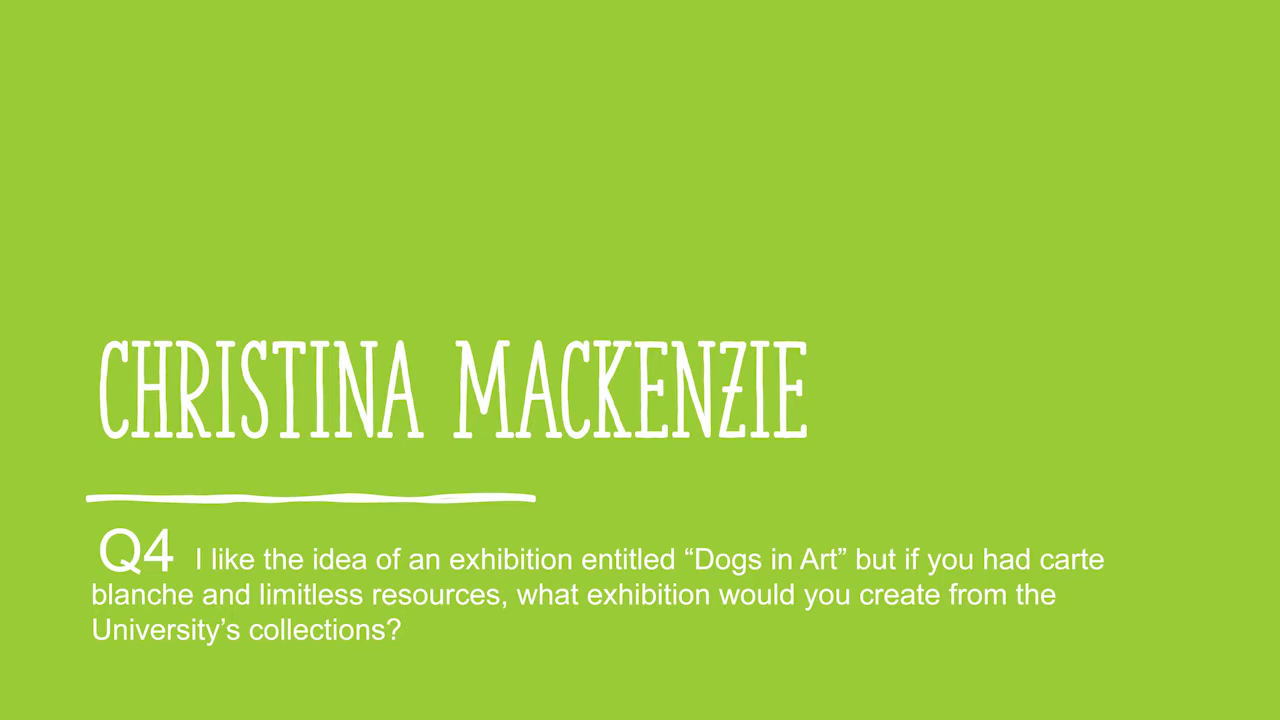 CHRISTINA MACKENZIE
Q4 I like the idea of an exhibition entitled “Dogs in Art” but if you had carte
blanche and limitless resources, what exhibition would you create from the
University’s collections?